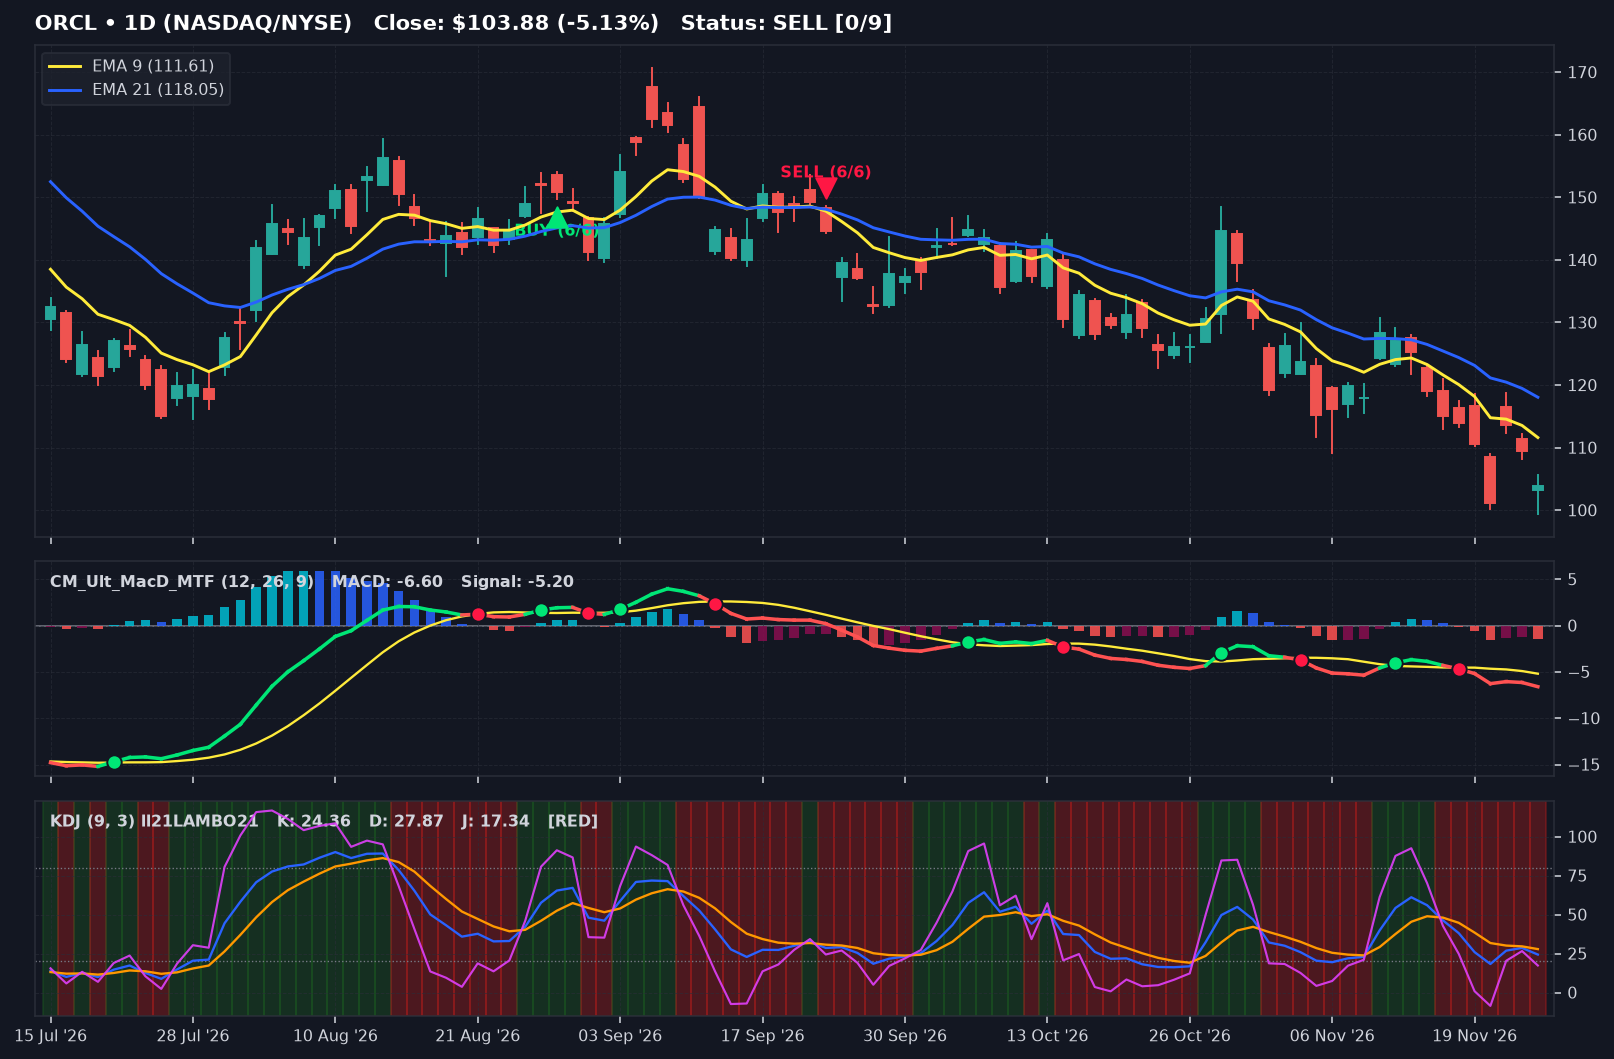 ORCL • 1D (NASDAQ/NYSE)   Close: $103.88 (-5.13%)   Status: SELL [0/9]
EMA 9 (111.61)
EMA 21 (118.05)
170
160
150
140
130
120
110
100
SELL (6/6)
BUY (6/6)
CM_Ult_MacD_MTF (12, 26, 9)   MACD: -6.60   Signal: -5.20
5
0
−5
−10
−15
KDJ (9, 3) II21LAMBO21   K: 24.36   D: 27.87   J: 17.34   [RED]
100
75
50
25
0
15 Jul '26
28 Jul '26
10 Aug '26
21 Aug '26
03 Sep '26
17 Sep '26
30 Sep '26
13 Oct '26
26 Oct '26
06 Nov '26
19 Nov '26